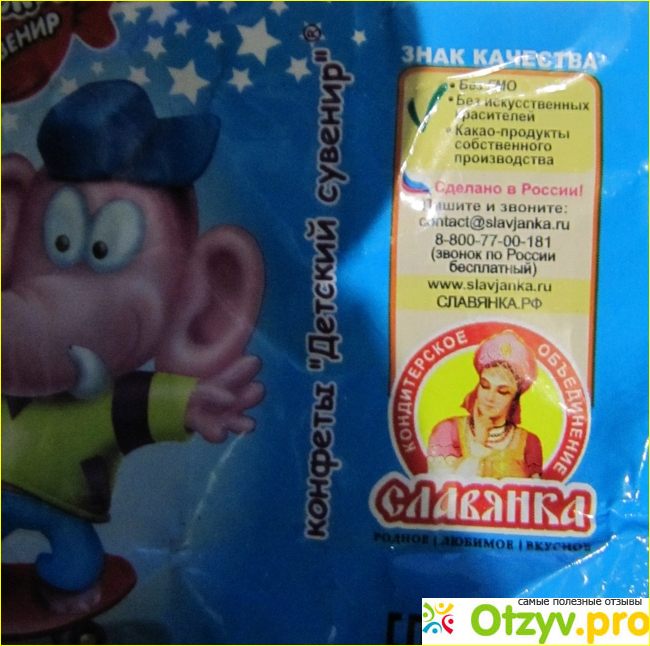 ВЕНИР
конфеты "Детский сувенир"®
ЗНАК КАЧЕСТВА
• Без ГМО
• Без искусственных
красителей
• Какао-продукты
собственного
производства
Сделано в России!
Пишите и звоните:
contact@slavjanka.ru
8-800-77-00-181
(звонок по России
бесплатный)
www.slavjanka.ru
СЛАВЯНКА.РФ
КОНДИТЕРСКОЕ ОБЪЕДИНЕНИЕ
СЛАВЯНКА
РОДНОЕ | ЛЮБИМОЕ | ВКУСНОЕ
самые полезные отзывы
Otzyv.pro